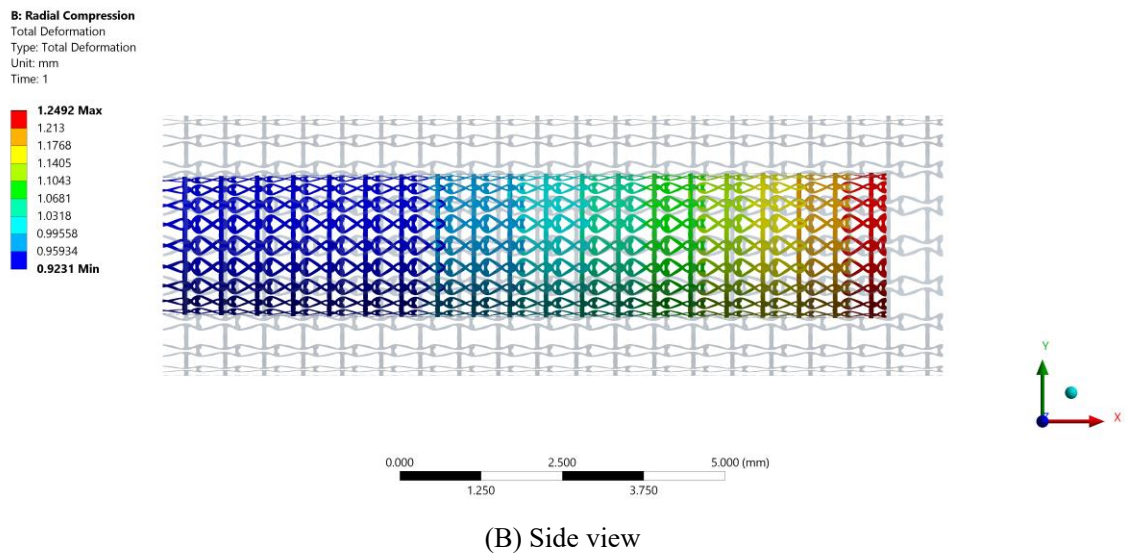 B: Radial Compression
Total Deformation
Type: Total Deformation
Unit: mm
Time: 1
1.2492 Max
1.213
1.1768
1.1405
1.1043
1.0681
1.0318
0.99558
0.95934
0.9231 Min
Y
X
0.000 2.500 5.000 (mm)
1.250 3.750
(B) Side view